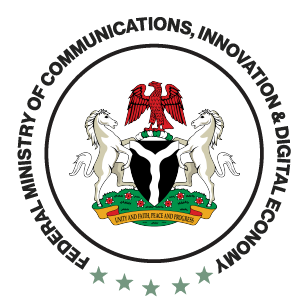 FEDERAL MINISTRY OF COMMUNICATIONS, INNOVATION & DIGITAL ECONOMY
UNITY AND FAITH, PEACE AND PROGRESS